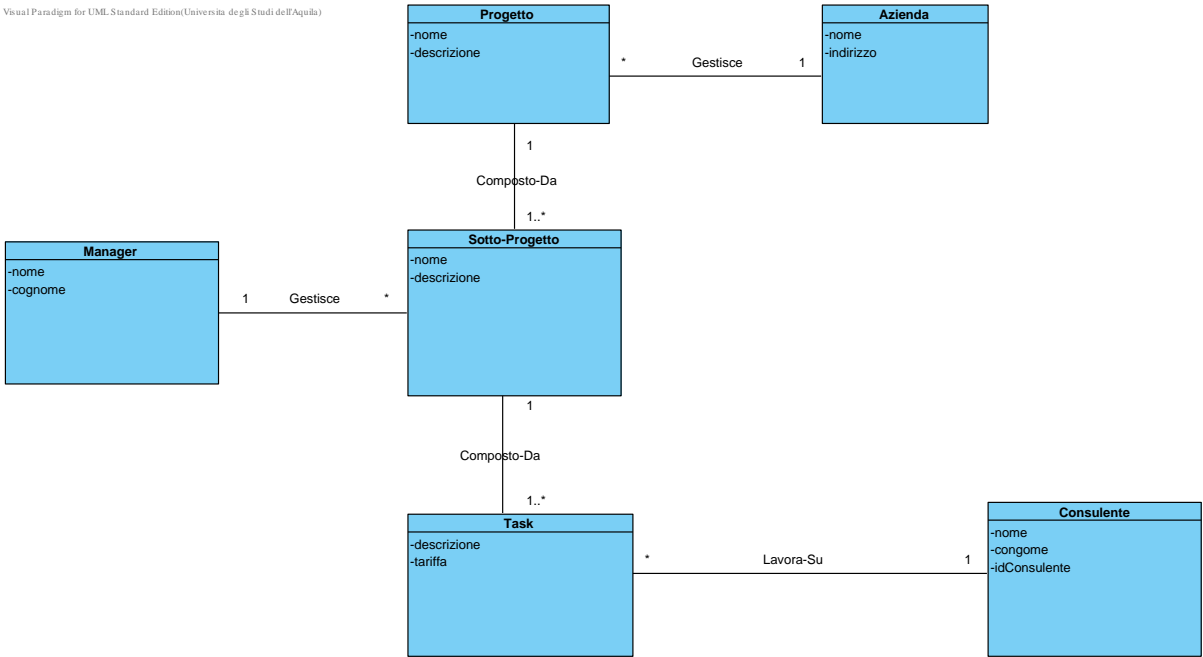 Visual Paradigm for UML Standard Edition(Universita degli Studi dell'Aquila)
Progetto
-nome
-descrizione
* Gestisce 1
Azienda
-nome
-indirizzo
1
Composto-Da
1..*
Manager
-nome
-cognome
1 Gestisce *
Sotto-Progetto
-nome
-descrizione
1
Composto-Da
1..*
Task
-descrizione
-tariffa
* Lavora-Su 1
Consulente
-nome
-congome
-idConsulente